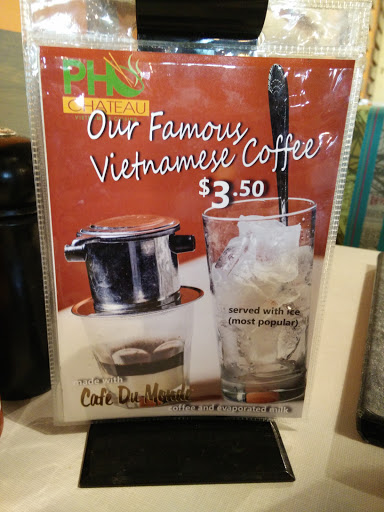 PHO
CHATEAU
Our Famous
Vietnamese Coffee
$3.50
served with ice
(most popular)
made with
Cafe Du Monde
coffee and evaporated milk